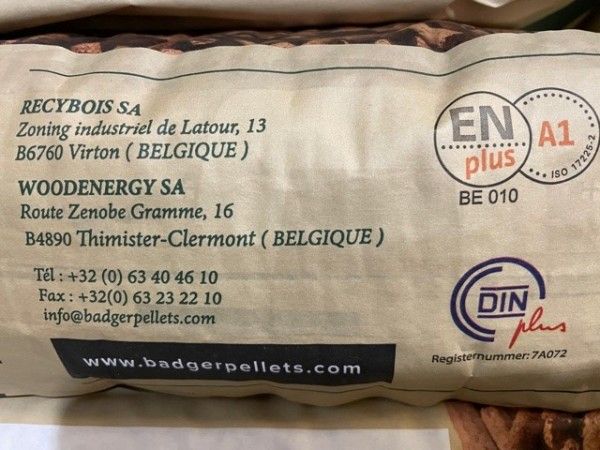 RECYBOIS SA
Zoning industriel de Latour, 13
B6760 Virton ( BELGIQUE )
WOODENERGY SA
Route Zenobe Gramme, 16
B4890 Thimister-Clermont ( BELGIQUE )
Tél : +32 (0) 63 40 46 10
Fax : +32(0) 63 23 22 10
info@badgerpellets.com
www.badgerpellets.com
EN
plus
A1
ISO 17225-2
BE 010
DIN
plus
Registernummer: 7A072